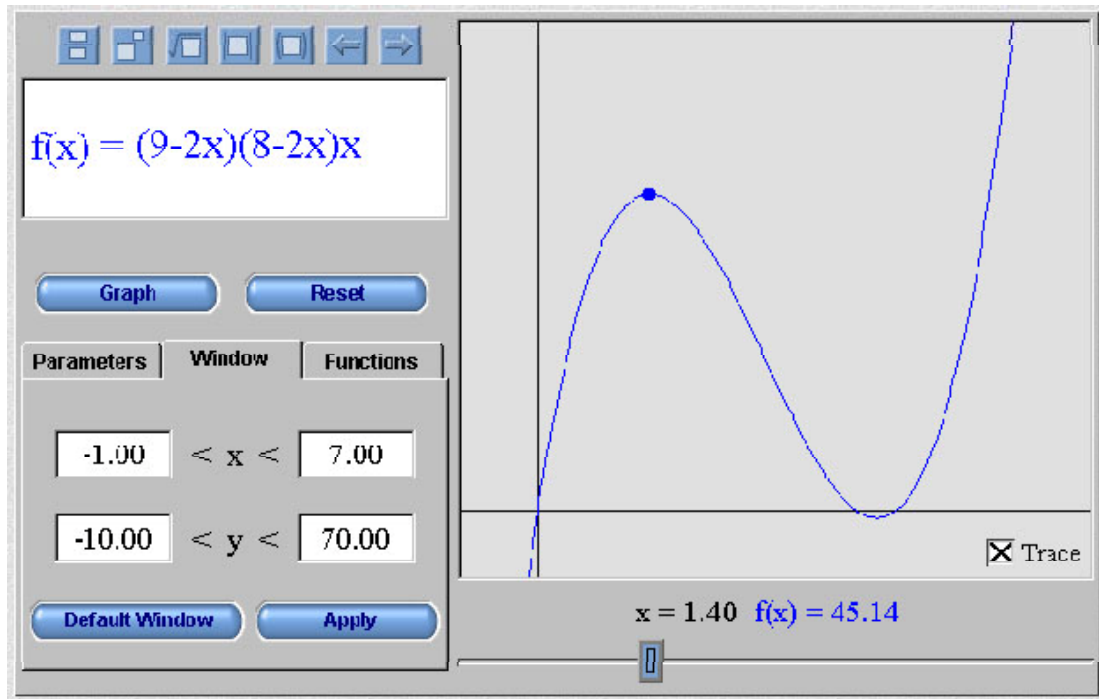 f(x) = (9-2x)(8-2x)x
Graph Reset
Parameters Window Functions
-1.00 < x < 7.00
-10.00 < y < 70.00
Default Window Apply
Trace
x = 1.40 f(x) = 45.14